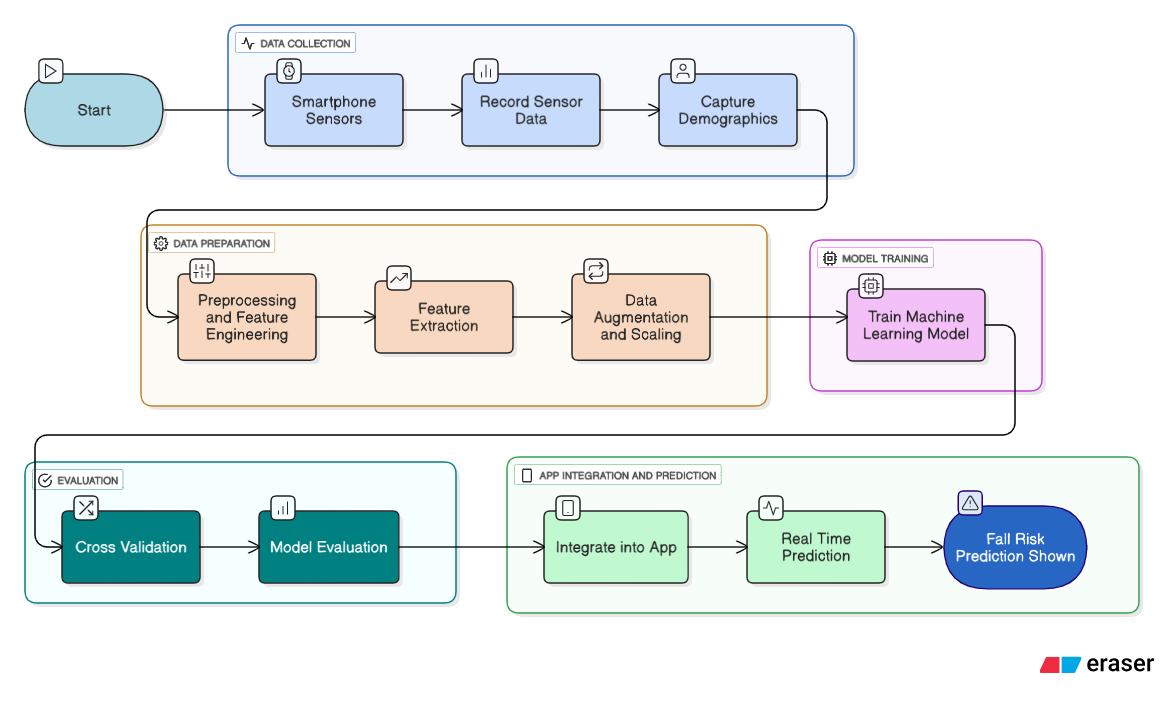 DATA COLLECTION
Start
Smartphone
Sensors
Record Sensor
Data
Capture
Demographics
DATA PREPARATION
Preprocessing
and Feature
Engineering
Feature
Extraction
Data
Augmentation
and Scaling
MODEL TRAINING
Train Machine
Learning Model
EVALUATION
Cross Validation
Model Evaluation
APP INTEGRATION AND PREDICTION
Integrate into App
Real Time
Prediction
Fall Risk
Prediction Shown
eraser